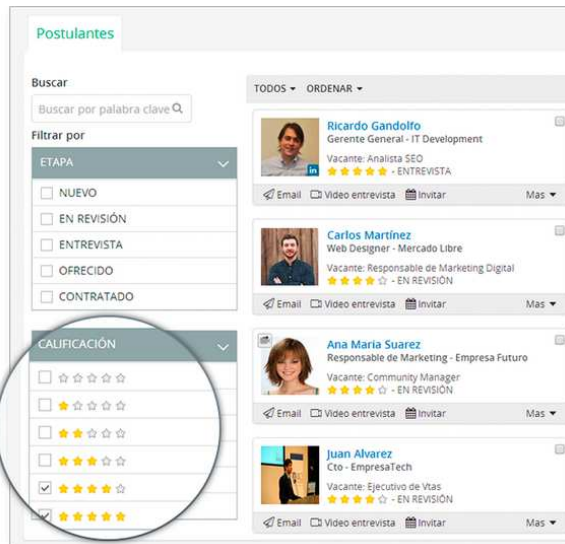 Postulantes
Buscar
Buscar por palabra clave
Filtrar por
ETAPA
NUEVO
EN REVISIÓN
ENTREVISTA
OFRECIDO
CONTRATADO
CALIFICACIÓN
TODOS ORDENAR
Ricardo Gandolfo
Gerente General - IT Development
Vacante: Analista SEO
- ENTREVISTA
in
Email Video entrevista Invitar Mas
Carlos Martínez
Web Designer - Mercado Libre
Vacante: Responsable de Marketing Digital
- EN REVISIÓN
Email Video entrevista Invitar Mas
Ana Maria Suarez
Responsable de Marketing - Empresa Futuro
Vacante: Community Manager
- EN REVISIÓN
Email Video entrevista Invitar Mas
Juan Alvarez
Cto - EmpresaTech
Vacante: Ejecutivo de Vtas
- EN REVISIÓN
Email Video entrevista Invitar Mas